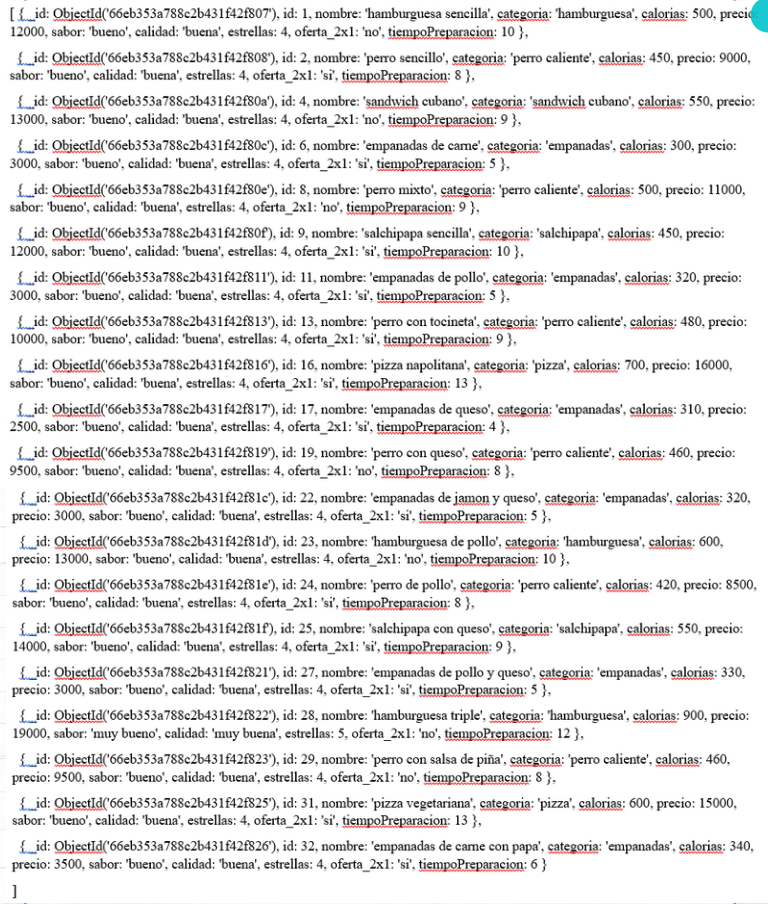 [ { _id: ObjectId('66eb353a788c2b431f42f807'), id: 1, nombre: 'hamburguesa sencilla', categoria: 'hamburguesa', calorias: 500, precio:
12000, sabor: 'bueno', calidad: 'buena', estrellas: 4, oferta_2x1: 'no', tiempoPreparacion: 10 },
{ _id: ObjectId('66eb353a788c2b431f42f808'), id: 2, nombre: 'perro sencillo', categoria: 'perro caliente', calorias: 450, precio: 9000,
sabor: 'bueno', calidad: 'buena', estrellas: 4, oferta_2x1: 'si', tiempoPreparacion: 8 },
{ _id: ObjectId('66eb353a788c2b431f42f80a'), id: 4, nombre: 'sandwich cubano', categoria: 'sandwich cubano', calorias: 550, precio:
13000, sabor: 'bueno', calidad: 'buena', estrellas: 4, oferta_2x1: 'no', tiempoPreparacion: 9 },
{ _id: ObjectId('66eb353a788c2b431f42f80c'), id: 6, nombre: 'empanadas de carne', categoria: 'empanadas', calorias: 300, precio:
3000, sabor: 'bueno', calidad: 'buena', estrellas: 4, oferta_2x1: 'si', tiempoPreparacion: 5 },
{ _id: ObjectId('66eb353a788c2b431f42f80e'), id: 8, nombre: 'perro mixto', categoria: 'perro caliente', calorias: 500, precio: 11000,
sabor: 'bueno', calidad: 'buena', estrellas: 4, oferta_2x1: 'no', tiempoPreparacion: 9 },
{ _id: ObjectId('66eb353a788c2b431f42f80f'), id: 9, nombre: 'salchipapa sencilla', categoria: 'salchipapa', calorias: 450, precio:
12000, sabor: 'bueno', calidad: 'buena', estrellas: 4, oferta_2x1: 'si', tiempoPreparacion: 10 },
{ _id: ObjectId('66eb353a788c2b431f42f811'), id: 11, nombre: 'empanadas de pollo', categoria: 'empanadas', calorias: 320, precio:
3000, sabor: 'bueno', calidad: 'buena', estrellas: 4, oferta_2x1: 'si', tiempoPreparacion: 5 },
{ _id: ObjectId('66eb353a788c2b431f42f813'), id: 13, nombre: 'perro con tocineta', categoria: 'perro caliente', calorias: 480, precio:
10000, sabor: 'bueno', calidad: 'buena', estrellas: 4, oferta_2x1: 'si', tiempoPreparacion: 9 },
{ _id: ObjectId('66eb353a788c2b431f42f816'), id: 16, nombre: 'pizza napolitana', categoria: 'pizza', calorias: 700, precio: 16000,
sabor: 'bueno', calidad: 'buena', estrellas: 4, oferta_2x1: 'si', tiempoPreparacion: 13 },
{ _id: ObjectId('66eb353a788c2b431f42f817'), id: 17, nombre: 'empanadas de queso', categoria: 'empanadas', calorias: 310, precio:
2500, sabor: 'bueno', calidad: 'buena', estrellas: 4, oferta_2x1: 'si', tiempoPreparacion: 4 },
{ _id: ObjectId('66eb353a788c2b431f42f819'), id: 19, nombre: 'perro con queso', categoria: 'perro caliente', calorias: 460, precio:
9500, sabor: 'bueno', calidad: 'buena', estrellas: 4, oferta_2x1: 'no', tiempoPreparacion: 8 },
{ _id: ObjectId('66eb353a788c2b431f42f81c'), id: 22, nombre: 'empanadas de jamon y queso', categoria: 'empanadas', calorias: 320,
precio: 3000, sabor: 'bueno', calidad: 'buena', estrellas: 4, oferta_2x1: 'si', tiempoPreparacion: 5 },
{ _id: ObjectId('66eb353a788c2b431f42f81d'), id: 23, nombre: 'hamburguesa de pollo', categoria: 'hamburguesa', calorias: 600,
precio: 13000, sabor: 'bueno', calidad: 'buena', estrellas: 4, oferta_2x1: 'no', tiempoPreparacion: 10 },
{ _id: ObjectId('66eb353a788c2b431f42f81e'), id: 24, nombre: 'perro de pollo', categoria: 'perro caliente', calorias: 420, precio: 8500,
sabor: 'bueno', calidad: 'buena', estrellas: 4, oferta_2x1: 'si', tiempoPreparacion: 8 },
{ _id: ObjectId('66eb353a788c2b431f42f81f'), id: 25, nombre: 'salchipapa con queso', categoria: 'salchipapa', calorias: 550, precio:
14000, sabor: 'bueno', calidad: 'buena', estrellas: 4, oferta_2x1: 'si', tiempoPreparacion: 9 },
{ _id: ObjectId('66eb353a788c2b431f42f821'), id: 27, nombre: 'empanadas de pollo y queso', categoria: 'empanadas', calorias: 330,
precio: 3000, sabor: 'bueno', calidad: 'buena', estrellas: 4, oferta_2x1: 'si', tiempoPreparacion: 5 },
{ _id: ObjectId('66eb353a788c2b431f42f822'), id: 28, nombre: 'hamburguesa triple', categoria: 'hamburguesa', calorias: 900, precio:
19000, sabor: 'muy bueno', calidad: 'muy buena', estrellas: 5, oferta_2x1: 'no', tiempoPreparacion: 12 },
{ _id: ObjectId('66eb353a788c2b431f42f823'), id: 29, nombre: 'perro con salsa de piña', categoria: 'perro caliente', calorias: 460,
precio: 9500, sabor: 'bueno', calidad: 'buena', estrellas: 4, oferta_2x1: 'no', tiempoPreparacion: 8 },
{ _id: ObjectId('66eb353a788c2b431f42f825'), id: 31, nombre: 'pizza vegetariana', categoria: 'pizza', calorias: 600, precio: 15000,
sabor: 'bueno', calidad: 'buena', estrellas: 4, oferta_2x1: 'si', tiempoPreparacion: 13 },
{ _id: ObjectId('66eb353a788c2b431f42f826'), id: 32, nombre: 'empanadas de carne con papa', categoria: 'empanadas', calorias: 340,
precio: 3500, sabor: 'bueno', calidad: 'buena', estrellas: 4, oferta_2x1: 'si', tiempoPreparacion: 6 }
]